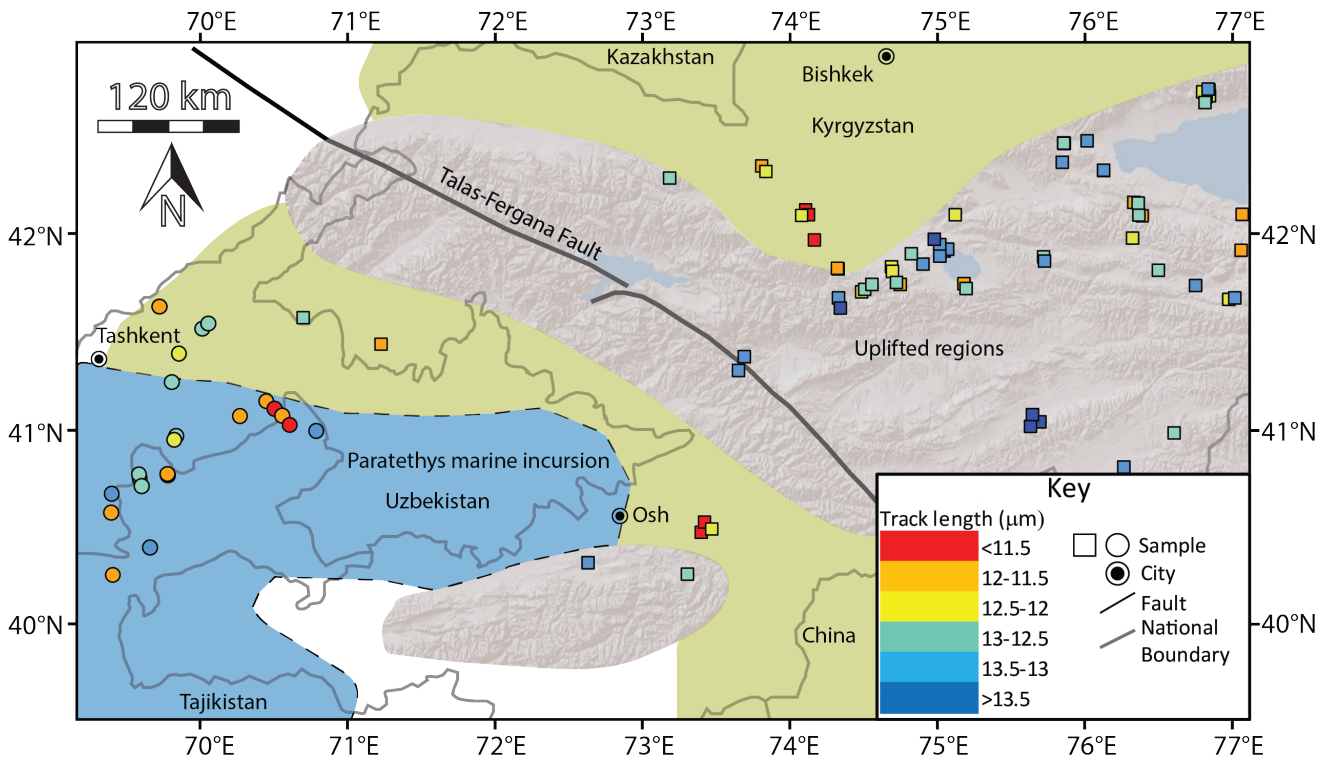 70°E 71°E 72°E 73°E 74°E 75°E 76°E 77°E
Kazakhstan
Bishkek
120 km
Kyrgyzstan
N
Talas-Fergana Fault
42°N 42°N
Tashkent
Uplifted regions
41°N 41°N
Paratethys marine incursion
Uzbekistan
Osh
Key
Track length (μm)
<11.5
12-11.5
12.5-12
13-12.5
13.5-13
>13.5
Sample
City
Fault
National
Boundary
40°N 40°N
China
Tajikistan
70°E 71°E 72°E 73°E 74°E 75°E 76°E 77°E